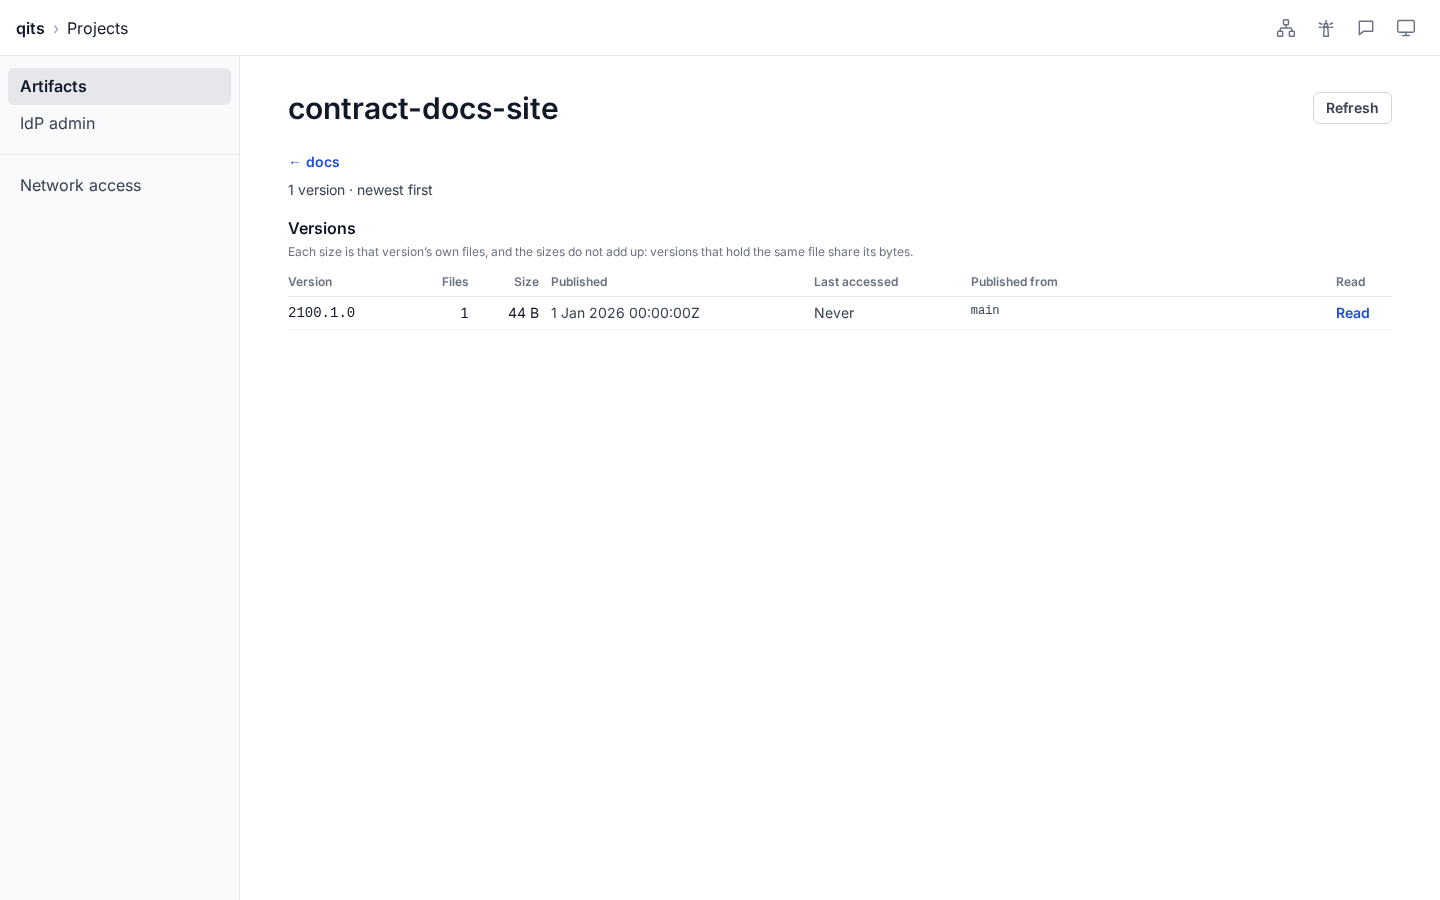 qits › Projects
Artifacts
IdP admin
Network access
contract-docs-site
Refresh
← docs
1 version · newest first
Versions
Each size is that version’s own files, and the sizes do not add up: versions that hold the same file share its bytes.
Version Files Size Published Last accessed Published from Read
2100.1.0 1 44 B 1 Jan 2026 00:00:00Z Never main Read